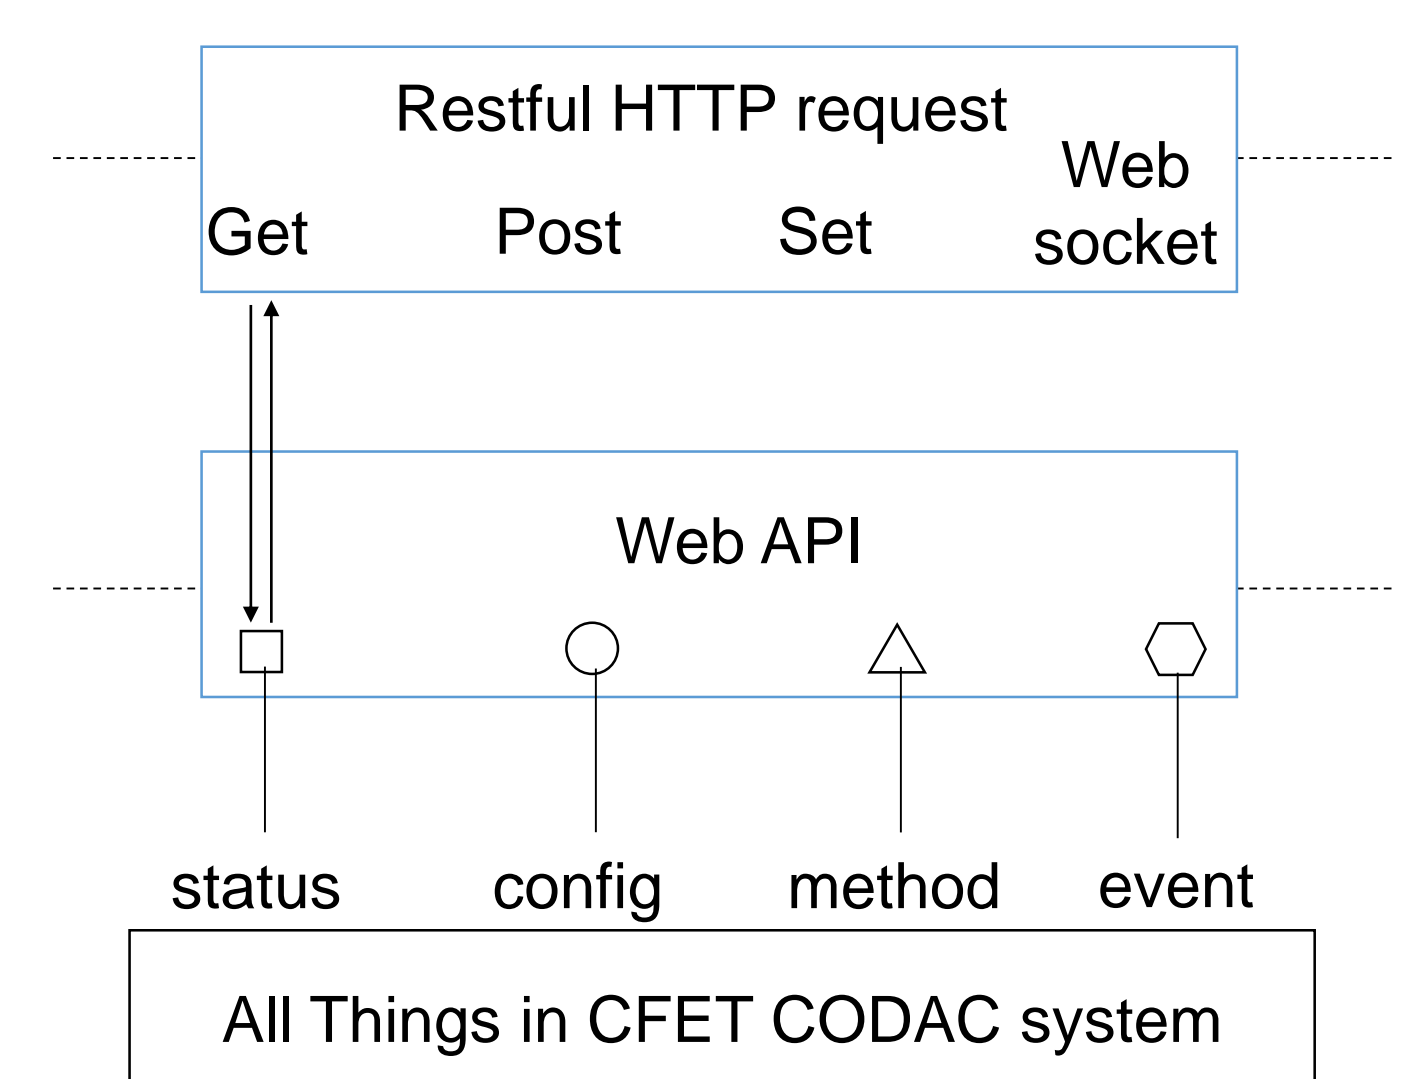 Restful HTTP request
Get Post Set Web socket
Web API
status config method event
All Things in CFET CODAC system